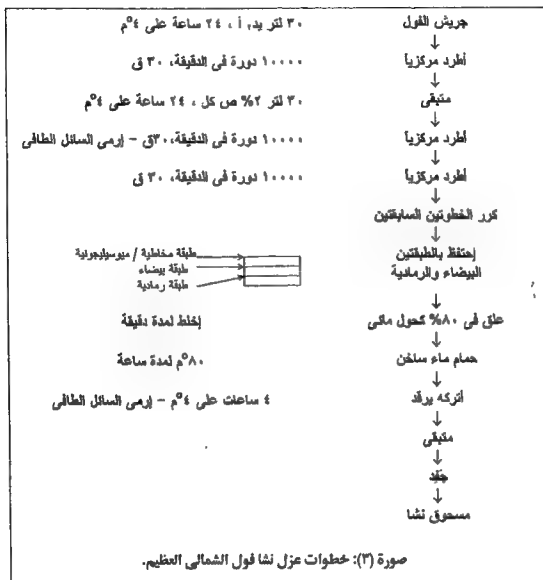 جريش الفول ٣٠ لتر يد, أ ، ٢٤ ساعة على ٤°م
↓
أطرد مركزياً ١٠٠٠٠ دورة فى الدقيقة، ٣٠ ق
↓
متبقى ٣٠ لتر ٢% ص كل ، ٢٤ ساعة على ٤°م
↓
أطرد مركزياً ١٠٠٠٠ دورة فى الدقيقة، ٣٠ق – إرمى السائل الطافى
↓
أطرد مركزياً ١٠٠٠٠ دورة فى الدقيقة، ٣٠ ق
↓
كرر الخطوتين السابقتين
↓
إحتفظ بالطبقتين
البيضاء والرمادية
طبقة مخاطية / ميوسيليجونية
طبقة بيضاء
طبقة رمادية
↓
علق فى ٨٠% كحول مائى إخلط لمدة دقيقة
↓
حمام ماء ساخن ٨٠°م لمدة ساعة
↓
أتركه يرقد ٤ ساعات على ٤°م – إرمى السائل الطافى
↓
متبقى
↓
جفف
↓
مسحوق نشا
صورة (٣): خطوات عزل نشا فول الشمالى العظيم.